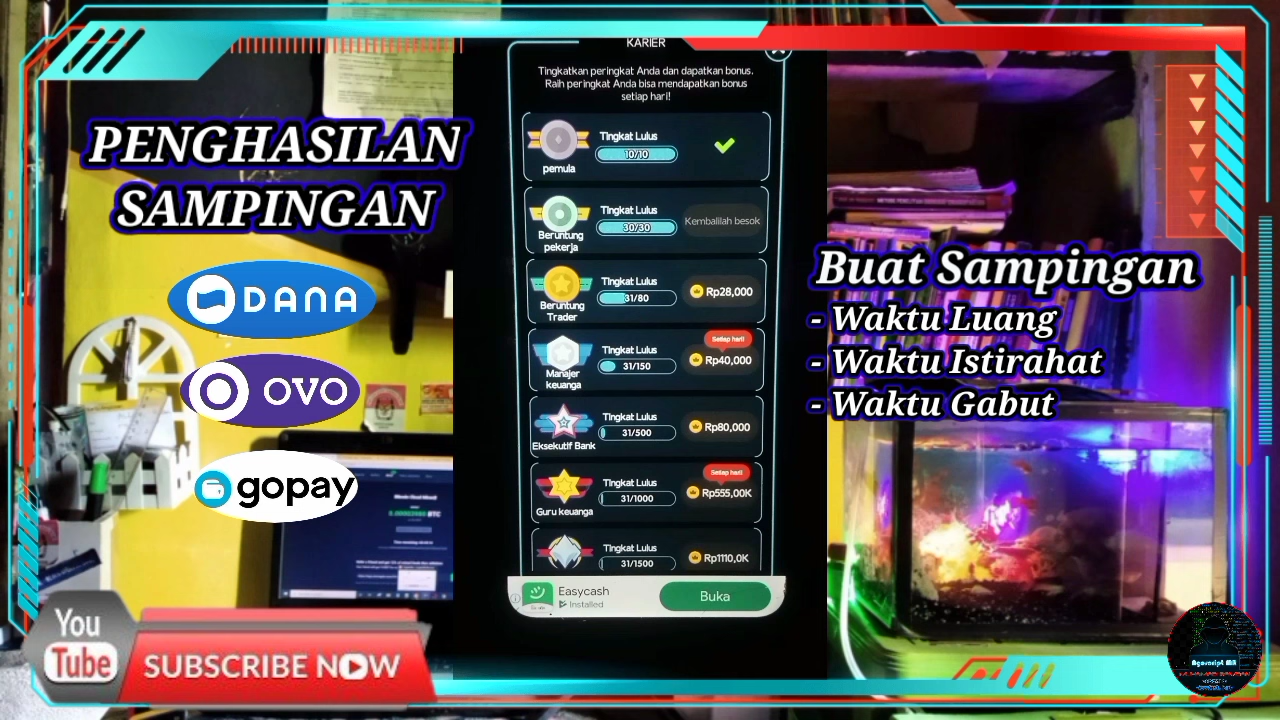 KARIER
Tingkatkan peringkat Anda dan dapatkan bonus.
Raih peringkat Anda bisa mendapatkan bonus
setiap hari!
PENGHASILAN
SAMPINGAN
DANA
OVO
gopay
Tingkat Lulus
10/10
pemula
Tingkat Lulus
30/30
Kembalilah besok
Beruntung
pekerja
Tingkat Lulus
31/80
Rp28,000
Beruntung
Trader
Setiap hari!
Tingkat Lulus
31/150
Rp40,000
Manajer
keuanga
Tingkat Lulus
31/500
Rp80,000
Eksekutif Bank
Setiap hari!
Tingkat Lulus
31/1000
Rp555,00K
Guru keuanga
Tingkat Lulus
31/1500
Rp1110,0K
Easycash
Installed
Buka
Buat Sampingan
- Waktu Luang
- Waktu Istirahat
- Waktu Gabut
You
Tube
SUBSCRIBE NOW